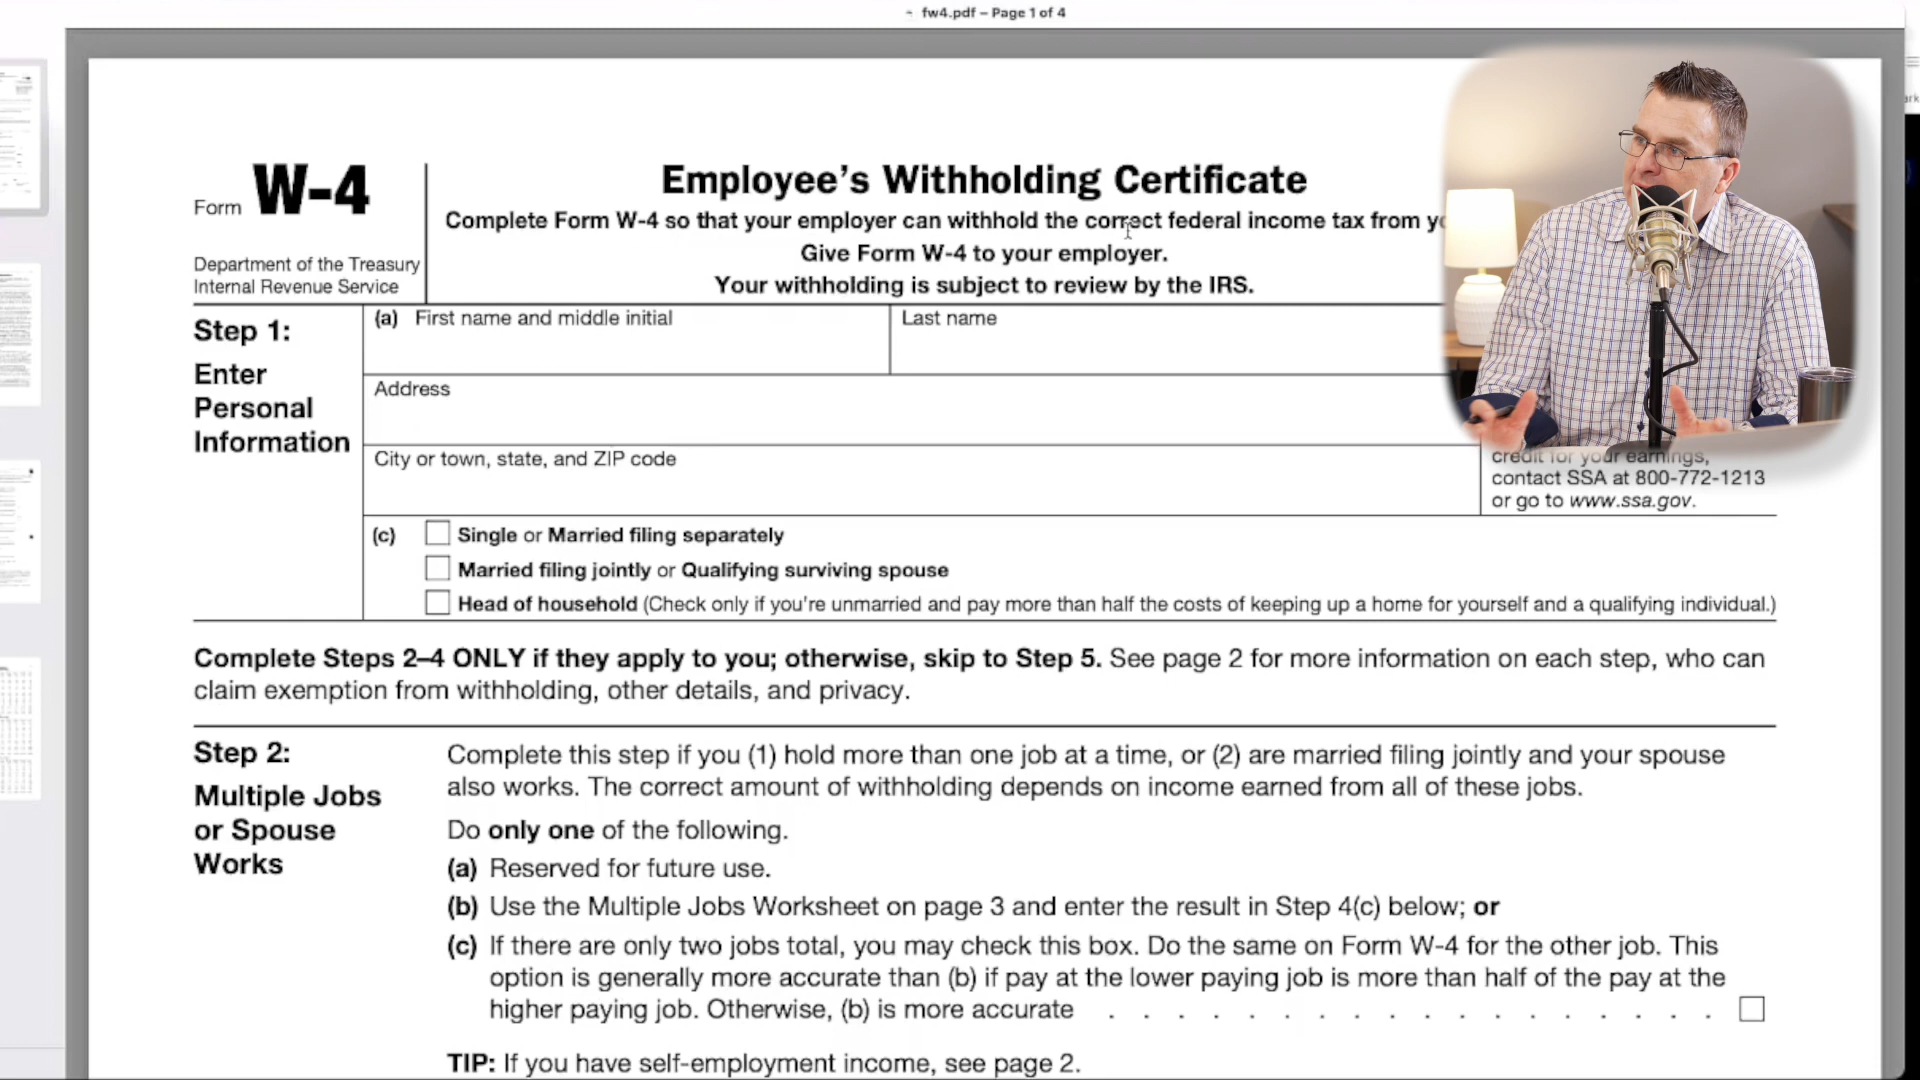 fw4.pdf – Page 1 of 4
Form W-4
Department of the Treasury
Internal Revenue Service
Employee's Withholding Certificate
Complete Form W-4 so that your employer can withhold the correct federal income tax from
Give Form W-4 to your employer.
Your withholding is subject to review by the IRS.
Step 1:
Enter
Personal
Information
(a) First name and middle initial
Last name
Address
City or town, state, and ZIP code
credit for your earnings,
contact SSA at 800-772-1213
or go to www.ssa.gov.
(c) Single or Married filing separately
Married filing jointly or Qualifying surviving spouse
Head of household (Check only if you're unmarried and pay more than half the costs of keeping up a home for yourself and a qualifying individual.)
Complete Steps 2–4 ONLY if they apply to you; otherwise, skip to Step 5. See page 2 for more information on each step, who can
claim exemption from withholding, other details, and privacy.
Step 2:
Multiple Jobs
or Spouse
Works
Complete this step if you (1) hold more than one job at a time, or (2) are married filing jointly and your spouse
also works. The correct amount of withholding depends on income earned from all of these jobs.
Do only one of the following.
(a) Reserved for future use.
(b) Use the Multiple Jobs Worksheet on page 3 and enter the result in Step 4(c) below; or
(c) If there are only two jobs total, you may check this box. Do the same on Form W-4 for the other job. This
option is generally more accurate than (b) if pay at the lower paying job is more than half of the pay at the
higher paying job. Otherwise, (b) is more accurate . . . . . . . . . . . . . . . . . .
TIP: If you have self-employment income, see page 2.